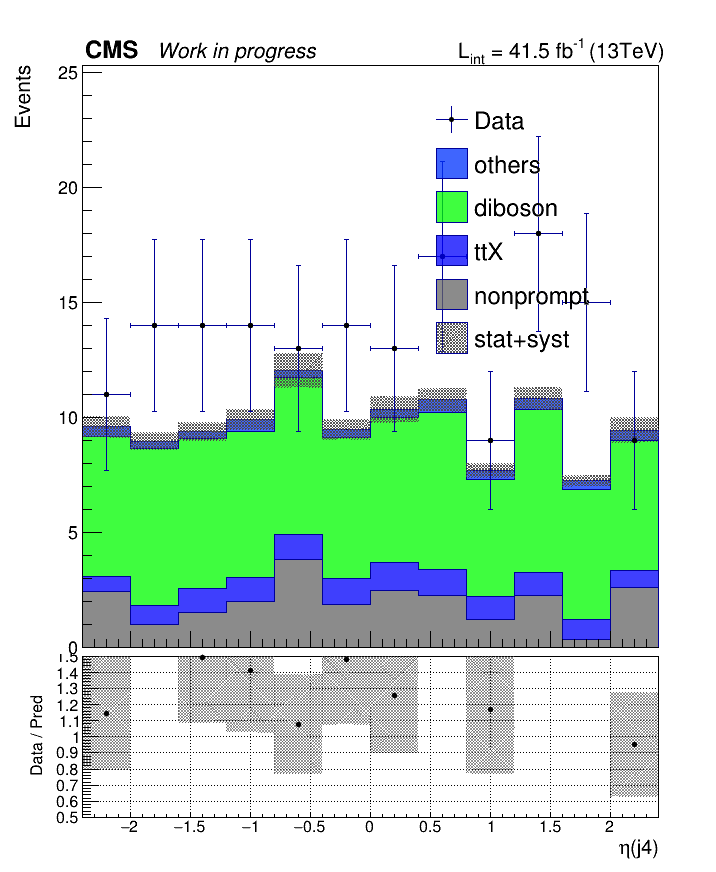 CMS Work in progress L_int = 41.5 fb^-1 (13TeV)
Events
25
20
15
10
5
0
Data
others
diboson
ttX
nonprompt
stat+syst
Data / Pred
1.5
1.4
1.3
1.2
1.1
1
0.9
0.8
0.7
0.6
0.5
−2 −1.5 −1 −0.5 0 0.5 1 1.5 2
η(j4)